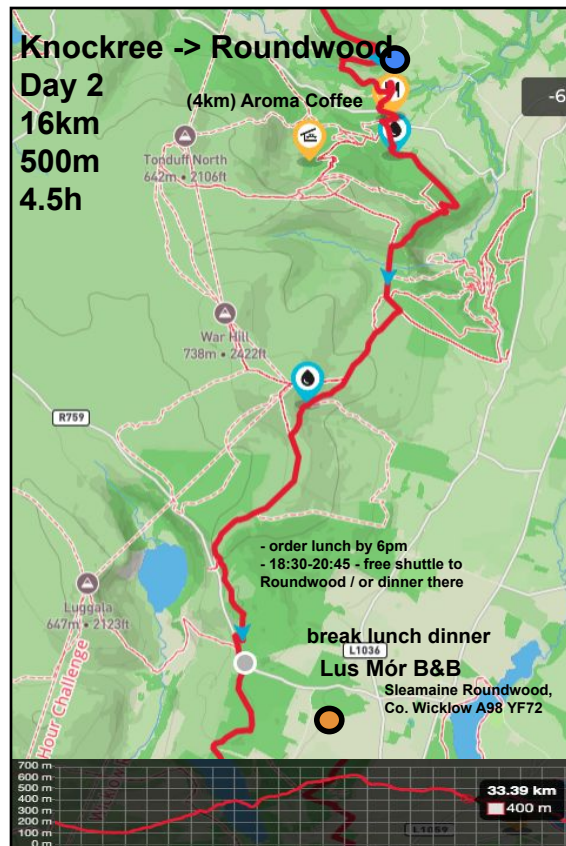 Knockree -> Roundwood
Day 2
16km
500m
4.5h
(4km) Aroma Coffee
-6
Tonduff North
642m • 2106ft
War Hill
738m • 2422ft
R759
- order lunch by 6pm
- 18:30-20:45 - free shuttle to
Roundwood / or dinner there
Luggala
647m • 2123ft
break lunch dinner
L1036
Lus Mór B&B
Sleamaine Roundwood,
Co. Wicklow A98 YF72
Hour Challenge
700 m
600 m
500 m
400 m
300 m
200 m
100 m
0 m
33.39 km
400 m
L1059